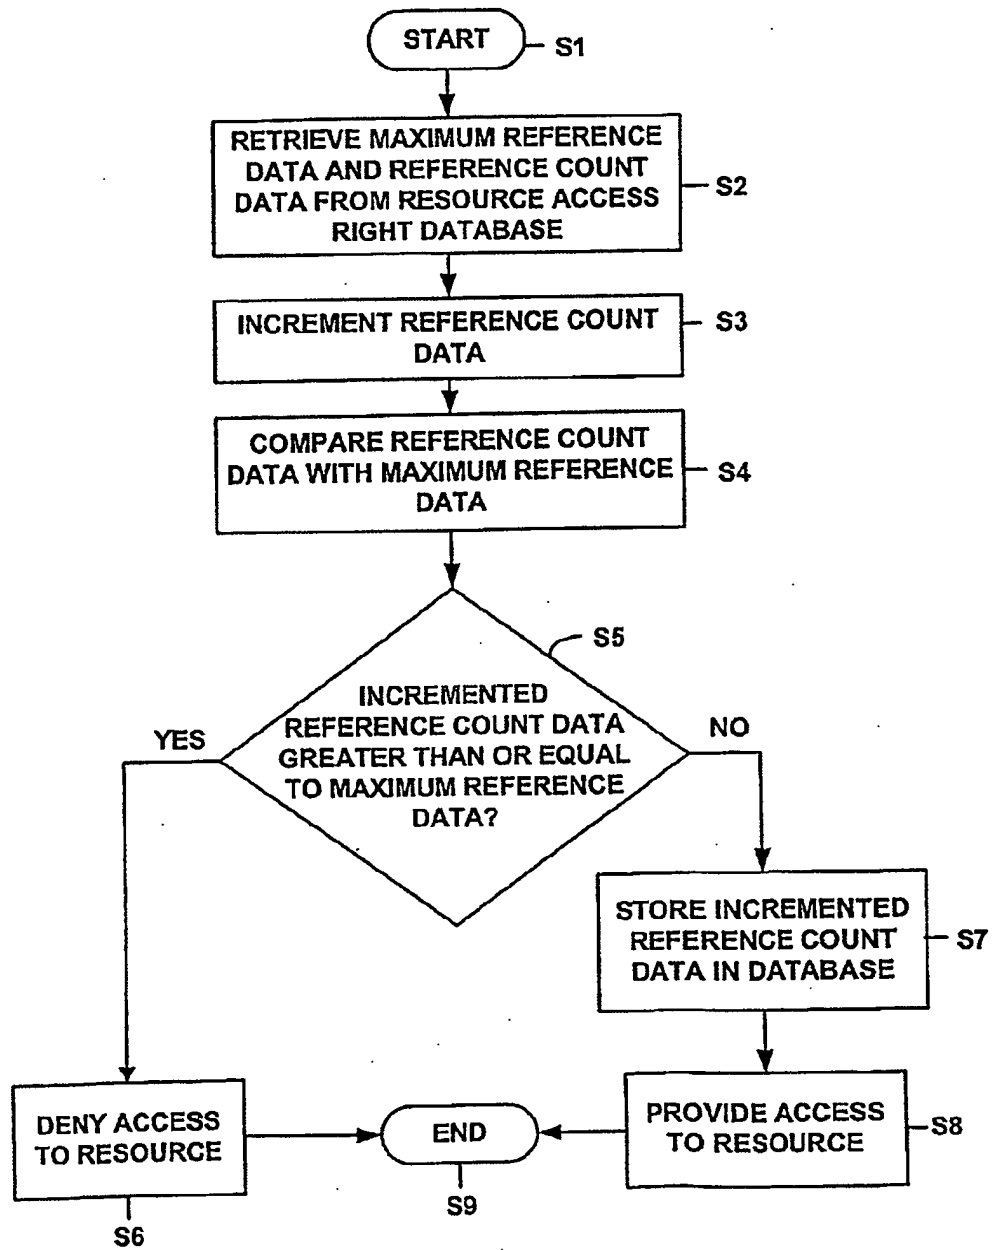 START
S1
RETRIEVE MAXIMUM REFERENCE
DATA AND REFERENCE COUNT
DATA FROM RESOURCE ACCESS
RIGHT DATABASE
S2
INCREMENT REFERENCE COUNT
DATA
S3
COMPARE REFERENCE COUNT
DATA WITH MAXIMUM REFERENCE
DATA
S4
S5
INCREMENTED
REFERENCE COUNT DATA
GREATER THAN OR EQUAL
TO MAXIMUM REFERENCE
DATA?
YES
NO
STORE INCREMENTED
REFERENCE COUNT
DATA IN DATABASE
S7
DENY ACCESS
TO RESOURCE
S6
END
S9
PROVIDE ACCESS
TO RESOURCE
S8